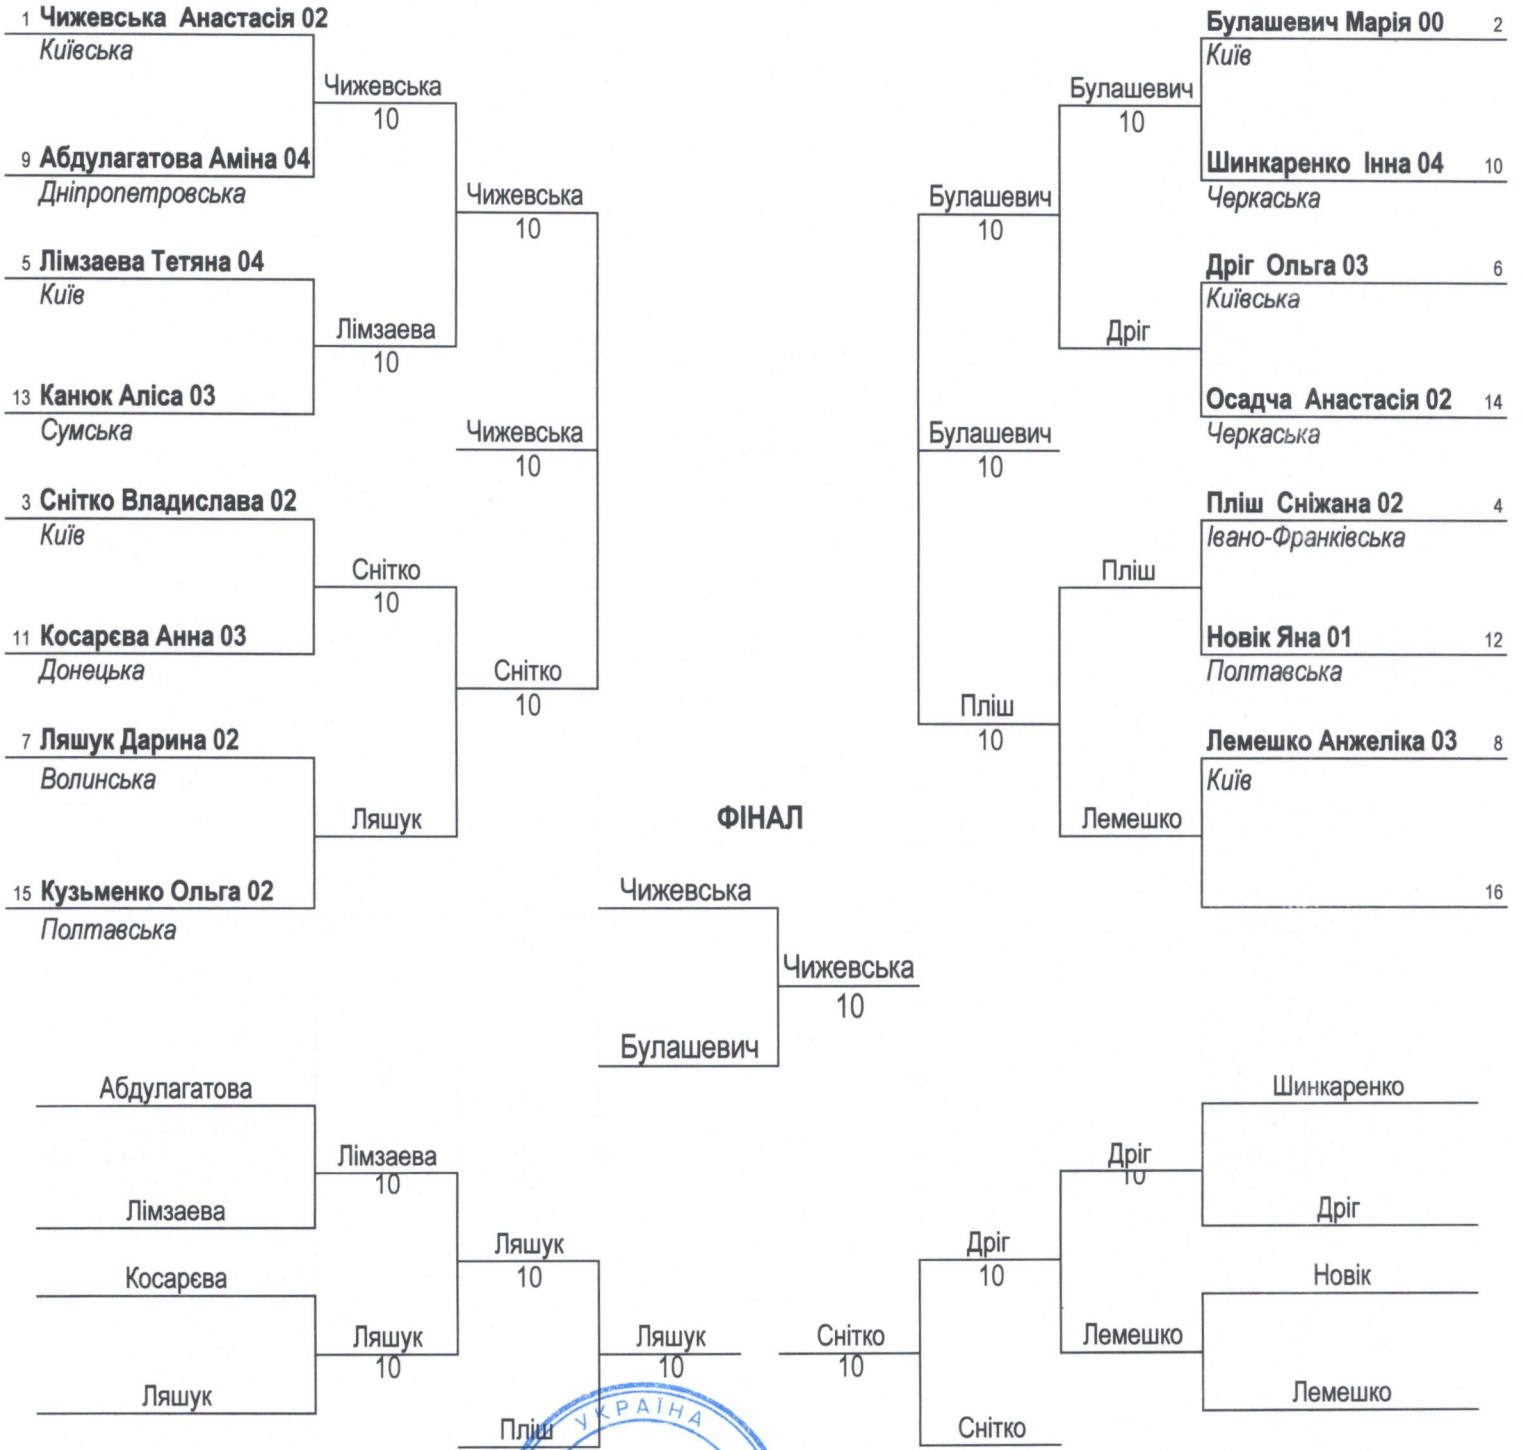 1 Чижевська Анастасія 02
Київська
Чижевська
10
9 Абдулагатова Аміна 04
Дніпропетровська
Чижевська
10
5 Лімзаева Тетяна 04
Київ
Лімзаева
10
13 Канюк Аліса 03
Сумська
Чижевська
10
3 Снітко Владислава 02
Київ
Снітко
10
11 Косарєва Анна 03
Донецька
Снітко
10
7 Ляшук Дарина 02
Волинська
Ляшук
15 Кузьменко Ольга 02
Полтавська
Булашевич Марія 00 2
Київ
Булашевич
10
Шинкаренко Інна 04 10
Черкаська
Булашевич
10
Дріг Ольга 03 6
Київська
Дріг
Осадча Анастасія 02 14
Черкаська
Булашевич
10
Пліш Сніжана 02 4
Івано-Франківська
Пліш
Новік Яна 01 12
Полтавська
Пліш
10
Лемешко Анжеліка 03 8
Київ
Лемешко
16
ФІНАЛ
Чижевська
Чижевська
10
Булашевич
Абдулагатова
Лімзаева
10
Лімзаева
Ляшук
10
Косарєва
Ляшук
10
Ляшук
10
Ляшук
Пліш
УКРАЇНА
Шинкаренко
Дріг
10
Дріг
Дріг
10
Новік
Снітко
10
Лемешко
Лемешко
Снітко